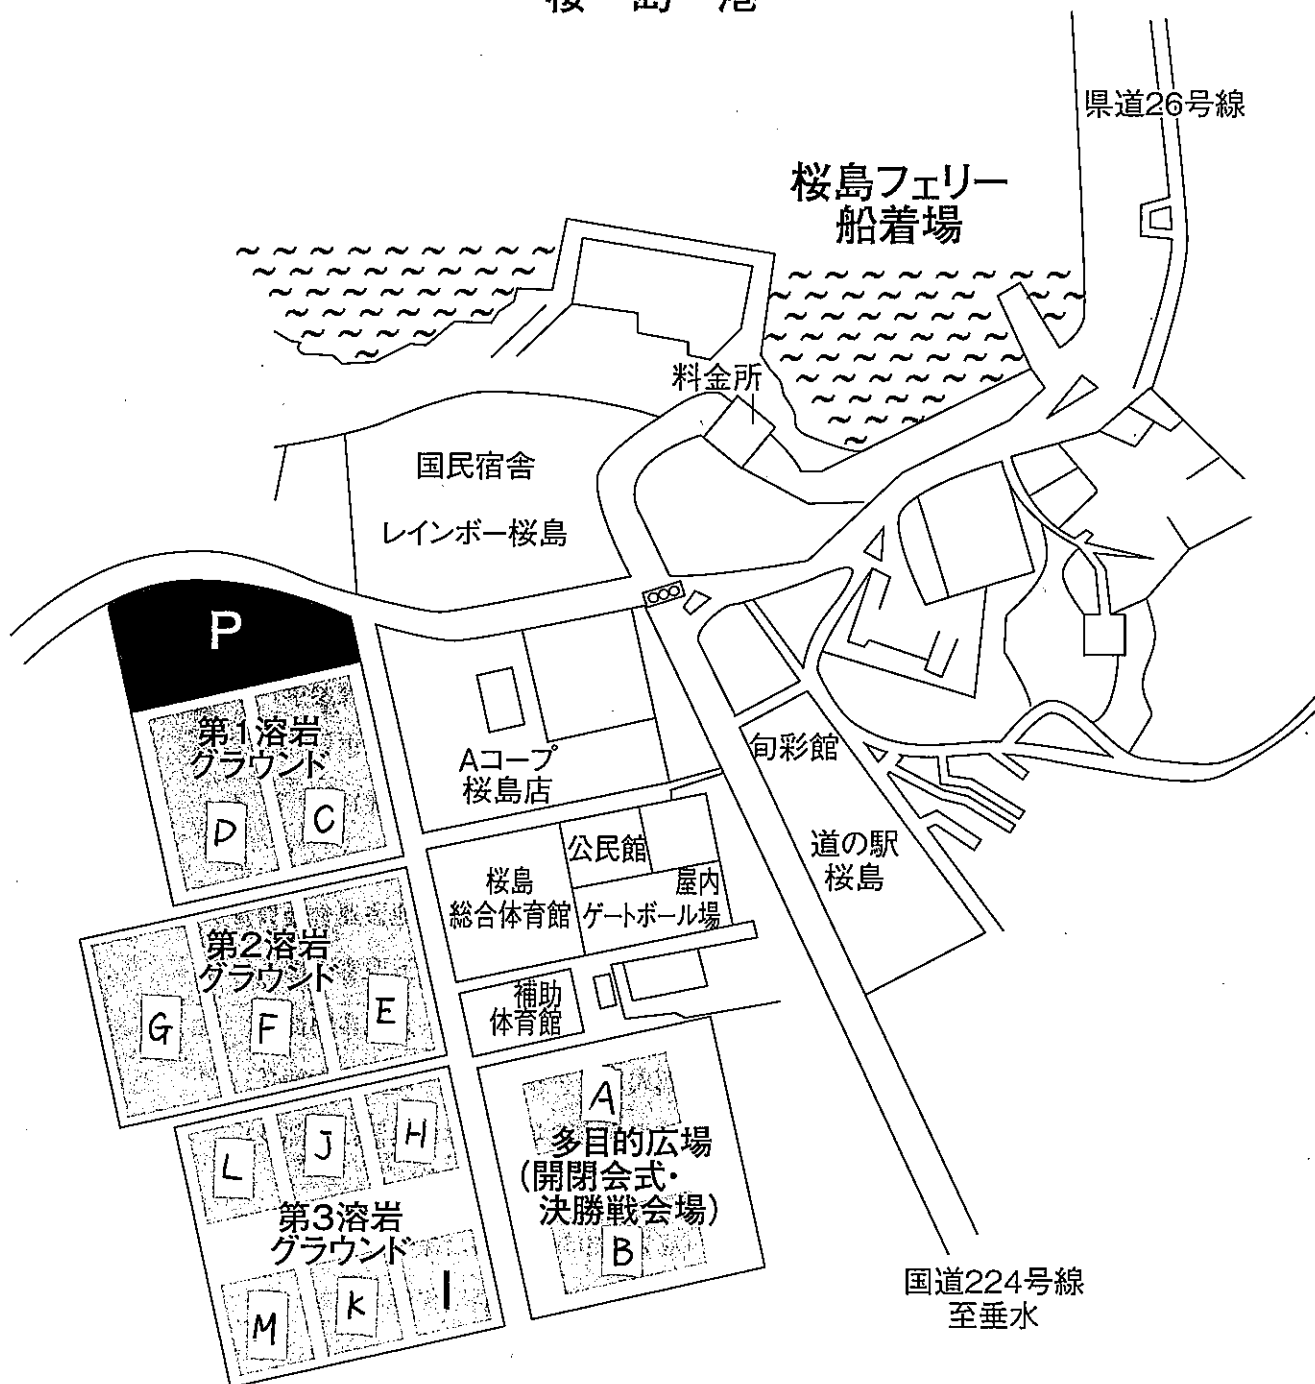 桜島港
県道26号線
桜島フェリー
船着場
料金所
国民宿舎
レインボー桜島
P
第1溶岩
グラウンド
D
C
Aコープ
桜島店
旬彩館
道の駅
桜島
公民館
桜島
総合体育館
屋内
ゲートボール場
第2溶岩
グラウンド
G
F
E
補助
体育館
A
多目的広場
(開閉会式・
決勝戦会場)
B
L
J
H
第3溶岩
グラウンド
M
K
I
国道224号線
至垂水